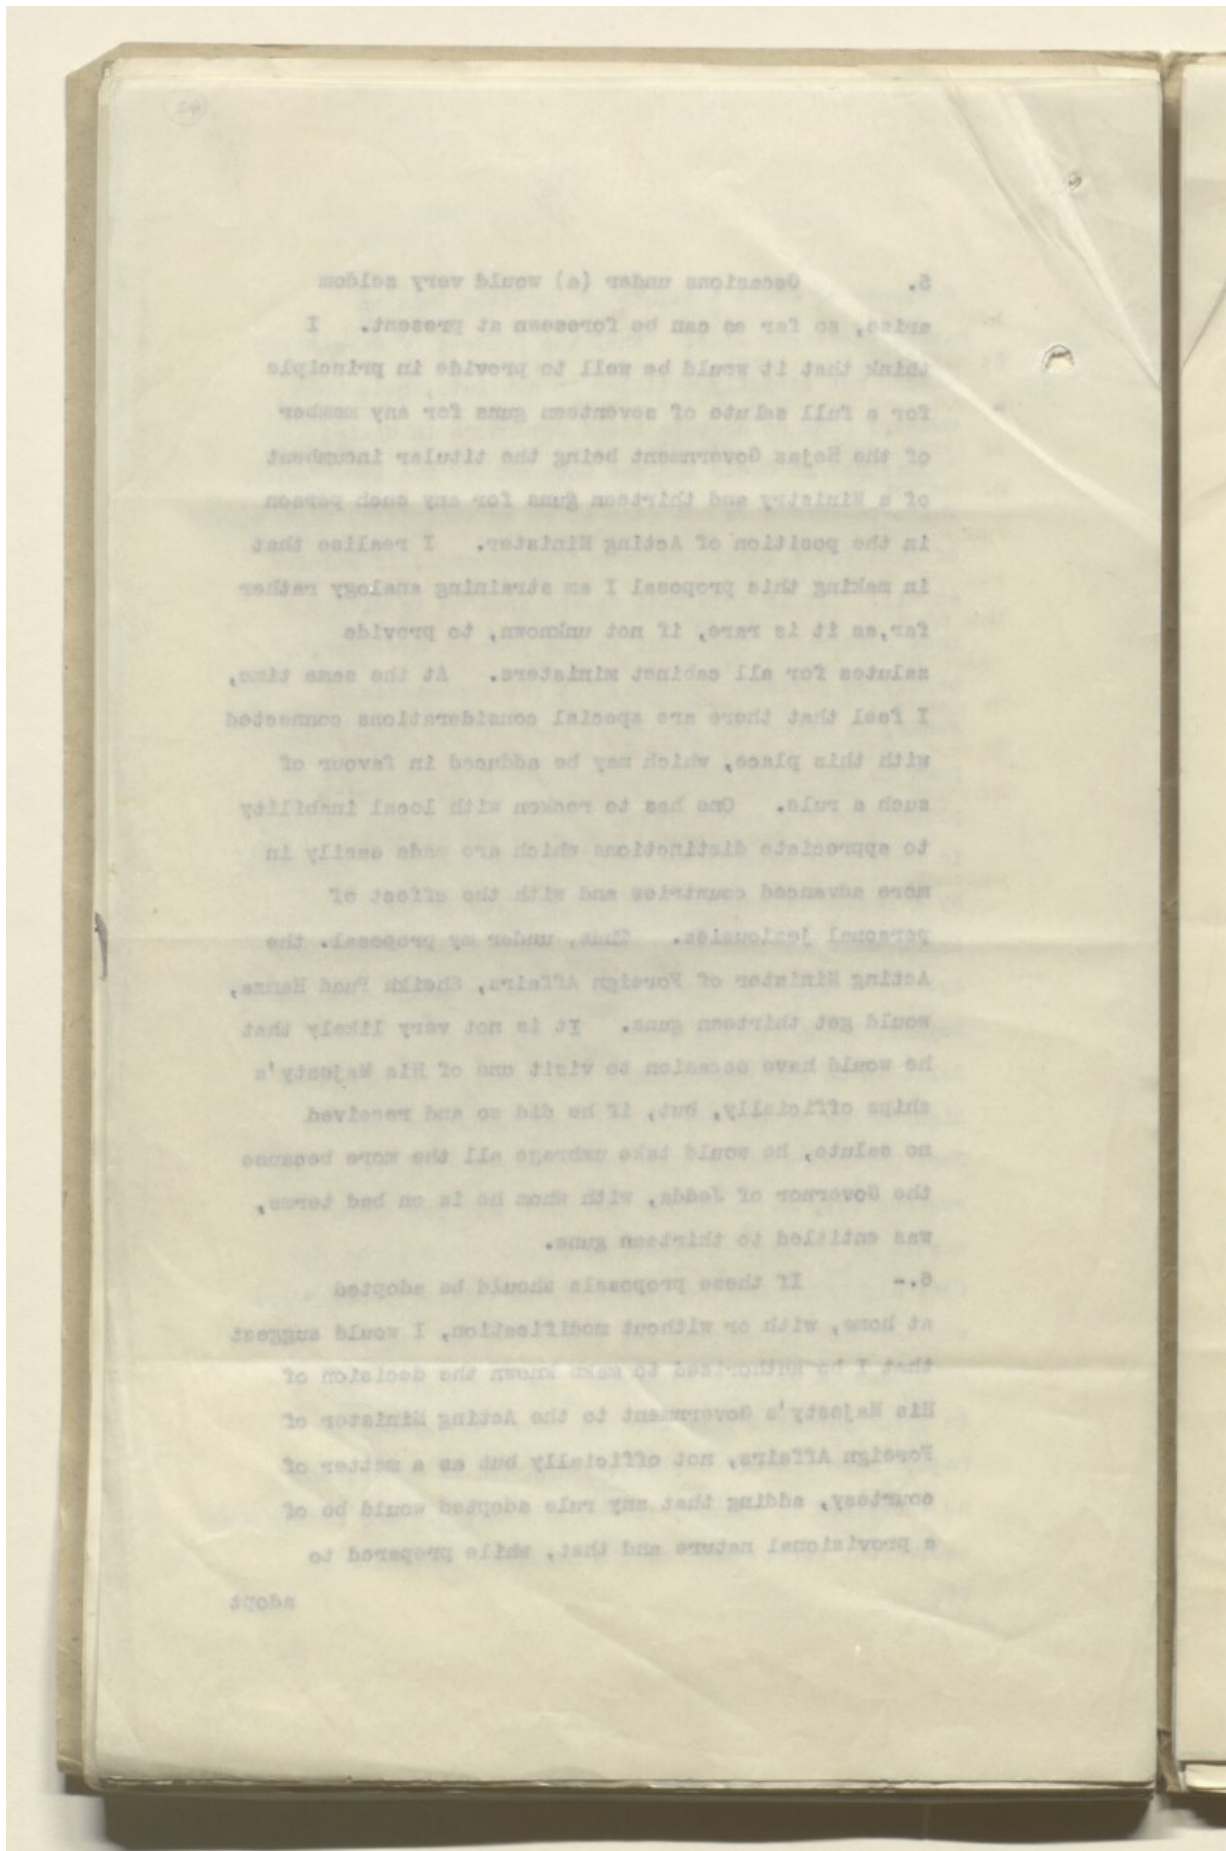 42
5. Occasions under (a) would very seldom
arise, so far as can be foreseen at present. I
think that it would be well to provide in principle
for a full salute of seventeen guns for any member
of the Hejaz Government being the titular incumbent
of a Ministry and thirteen guns for any such person
in the position of Acting Minister. I realise that
in making this proposal I am straining analogy rather
far, as it is rare, if not unknown, to provide
salutes for all cabinet ministers. At the same time,
I feel that there are special considerations connected
with this place, which may be adduced in favour of
such a rule. One has to reckon with local inability
to appreciate distinctions which are made easily in
more advanced countries and with the effect of
personal jealousies. Thus, under my proposal, the
Acting Minister of Foreign Affairs, Sheikh Fuad Hamza,
would get thirteen guns. It is not very likely that
he would have occasion to visit one of His Majesty's
ships officially, but, if he did so and received
no salute, he would take umbrage all the more because
the Governor of Jedda, with whom he is on bad terms,
was entitled to thirteen guns.
6.- If these proposals should be adopted
at home, with or without modification, I would suggest
that I be authorised to make known the decision of
His Majesty's Government to the Acting Minister of
Foreign Affairs, not officially but as a matter of
courtesy, adding that any rule adopted would be of
a provisional nature and that, while prepared to
adopt